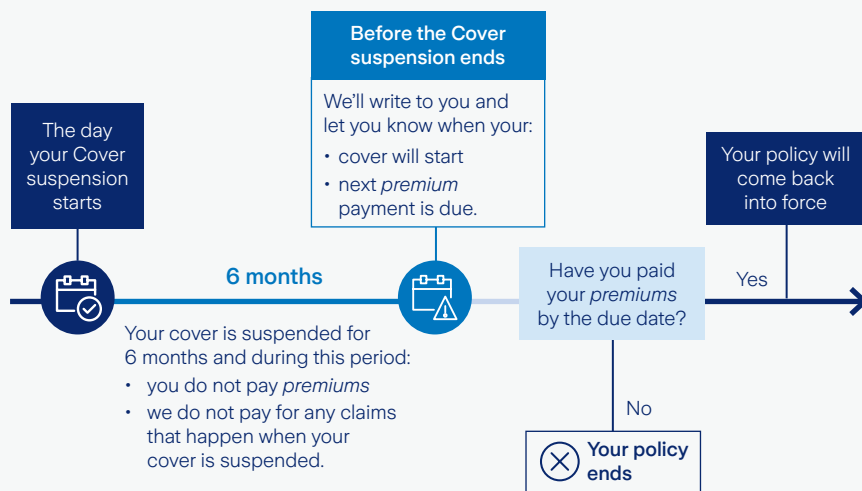 The day
your Cover
suspension
starts
6 months
Your cover is suspended for
6 months and during this period:
• you do not pay premiums
• we do not pay for any claims
that happen when your
cover is suspended.
Before the Cover
suspension ends
We'll write to you and
let you know when your:
• cover will start
• next premium
payment is due.
Have you paid
your premiums
by the due date?
Yes
Your policy will
come back
into force
No
Your policy
ends